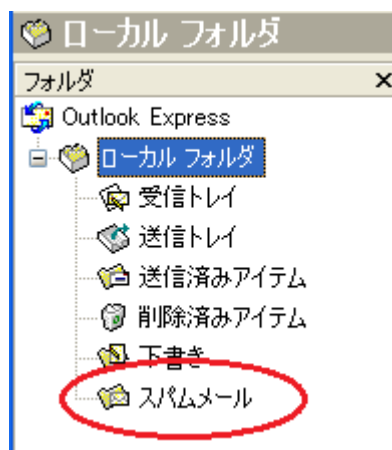 ローカル フォルダ
フォルダ
Outlook Express
ローカル フォルダ
受信トレイ
送信トレイ
送信済みアイテム
削除済みアイテム
下書き
スパムメール